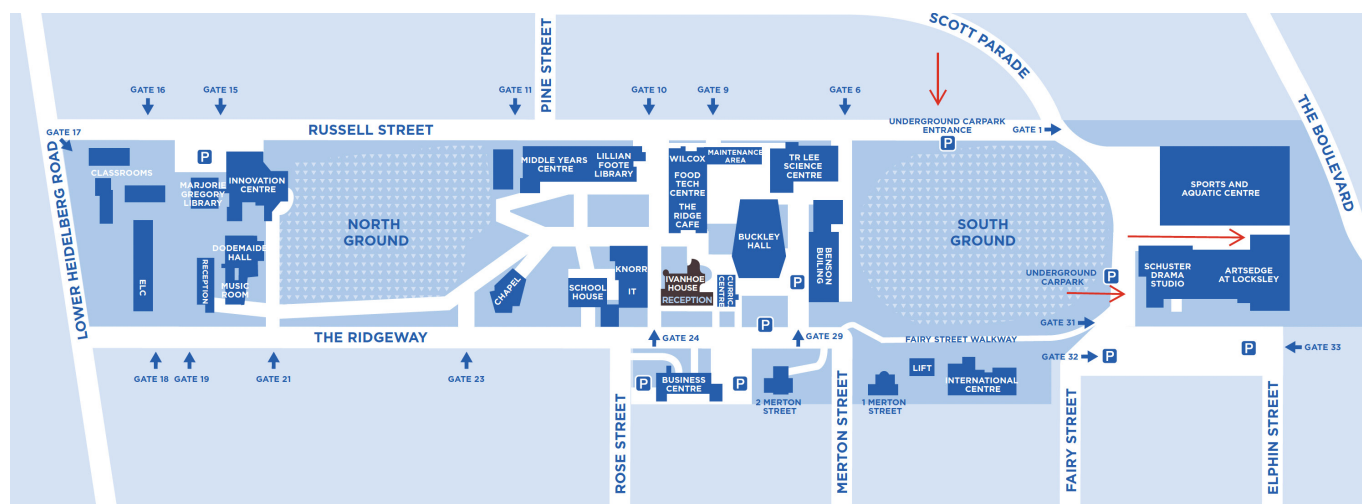 PINE STREET
SCOTT PARADE
THE BOULEVARD
GATE 16
GATE 15
GATE 11
GATE 10
GATE 9
GATE 6
GATE 17
RUSSELL STREET
UNDERGROUND CARPARK
ENTRANCE
GATE 1
P
P
LOWER HEIDELBERG ROAD
CLASSROOMS
MARJORIE
GREGORY
LIBRARY
INNOVATION
CENTRE
MIDDLE YEARS
CENTRE
LILLIAN
FOOTE
LIBRARY
WILCOX
FOOD
TECH
CENTRE
THE RIDGE
CAFE
MAINTENANCE
AREA
TR LEE
SCIENCE
CENTRE
SPORTS AND
AQUATIC CENTRE
NORTH
GROUND
SOUTH
GROUND
DODEMAIDE
HALL
MUSIC
ROOM
RECEPTION
ELC
CHAPEL
SCHOOL
HOUSE
KNORR
IT
IVANHOE
HOUSE
RECEPTION
CURRIC
CENTRE
BUCKLEY
HALL
BENSON
BUILING
P
UNDERGROUND
CARPARK
P
SCHUSTER
DRAMA
STUDIO
ARTSEDGE
AT LOCKSLEY
THE RIDGEWAY
P
GATE 24
GATE 29
FAIRY STREET WALKWAY
GATE 31
GATE 32
P
P
GATE 33
GATE 18
GATE 19
GATE 21
GATE 23
P
BUSINESS
CENTRE
P
2 MERTON
STREET
1 MERTON
STREET
LIFT
INTERNATIONAL
CENTRE
ROSE STREET
MERTON STREET
FAIRY STREET
ELPHIN STREET